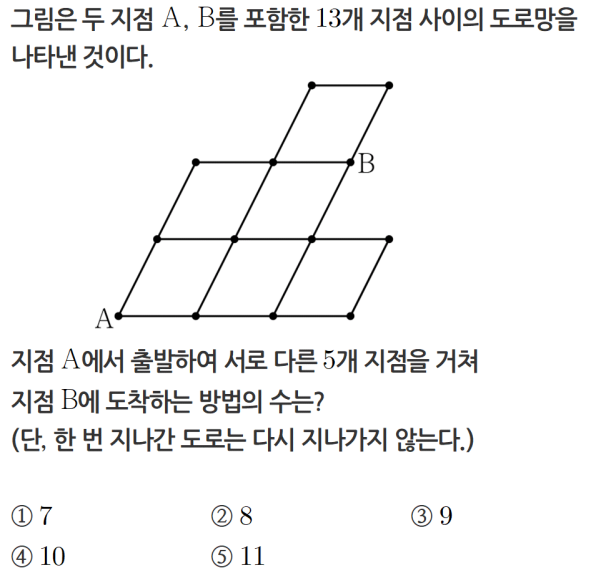 그림은 두 지점 A, B를 포함한 13개 지점 사이의 도로망을
나타낸 것이다.
B
A
지점 A에서 출발하여 서로 다른 5개 지점을 거쳐
지점 B에 도착하는 방법의 수는?
(단, 한 번 지나간 도로는 다시 지나가지 않는다.)
① 7 ② 8 ③ 9
④ 10 ⑤ 11